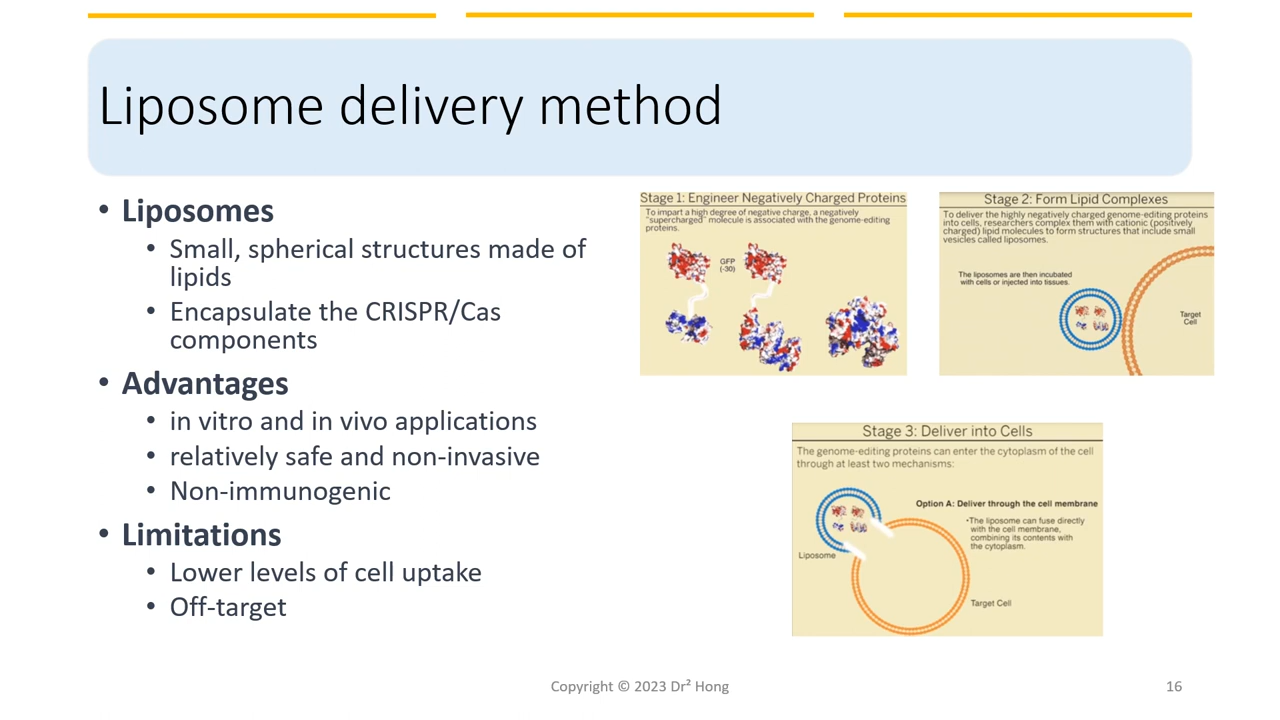 Liposome delivery method
• Liposomes
• Small, spherical structures made of
lipids
• Encapsulate the CRISPR/Cas
components
• Advantages
• in vitro and in vivo applications
• relatively safe and non-invasive
• Non-immunogenic
• Limitations
• Lower levels of cell uptake
• Off-target
Stage 1: Engineer Negatively Charged Proteins
To impart a high degree of negative charge, a negatively
"supercharged" molecule is associated with the genome-editing
proteins.
GFP
(-30)
Stage 2: Form Lipid Complexes
To deliver the highly negatively charged genome-editing proteins
into cells, researchers complex them with cationic (positively
charged) lipid molecules to form structures that include small
vesicles called liposomes.
The liposomes are then incubated
with cells or injected into tissues.
Target
Cell
Stage 3: Deliver into Cells
The genome-editing proteins can enter the cytoplasm of the cell
through at least two mechanisms:
Option A: Deliver through the cell membrane
•The liposome can fuse directly
with the cell membrane,
combining its contents with
the cytoplasm.
Liposome
Target Cell
Copyright © 2023 Dr² Hong
16